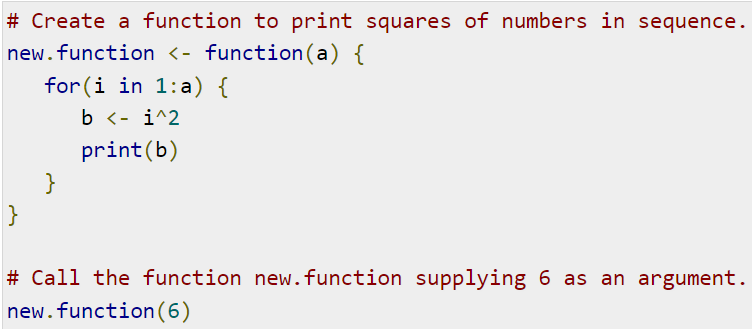 # Create a function to print squares of numbers in sequence.
new.function <- function(a) {
   for(i in 1:a) {
      b <- i^2
      print(b)
   }
}

# Call the function new.function supplying 6 as an argument.
new.function(6)